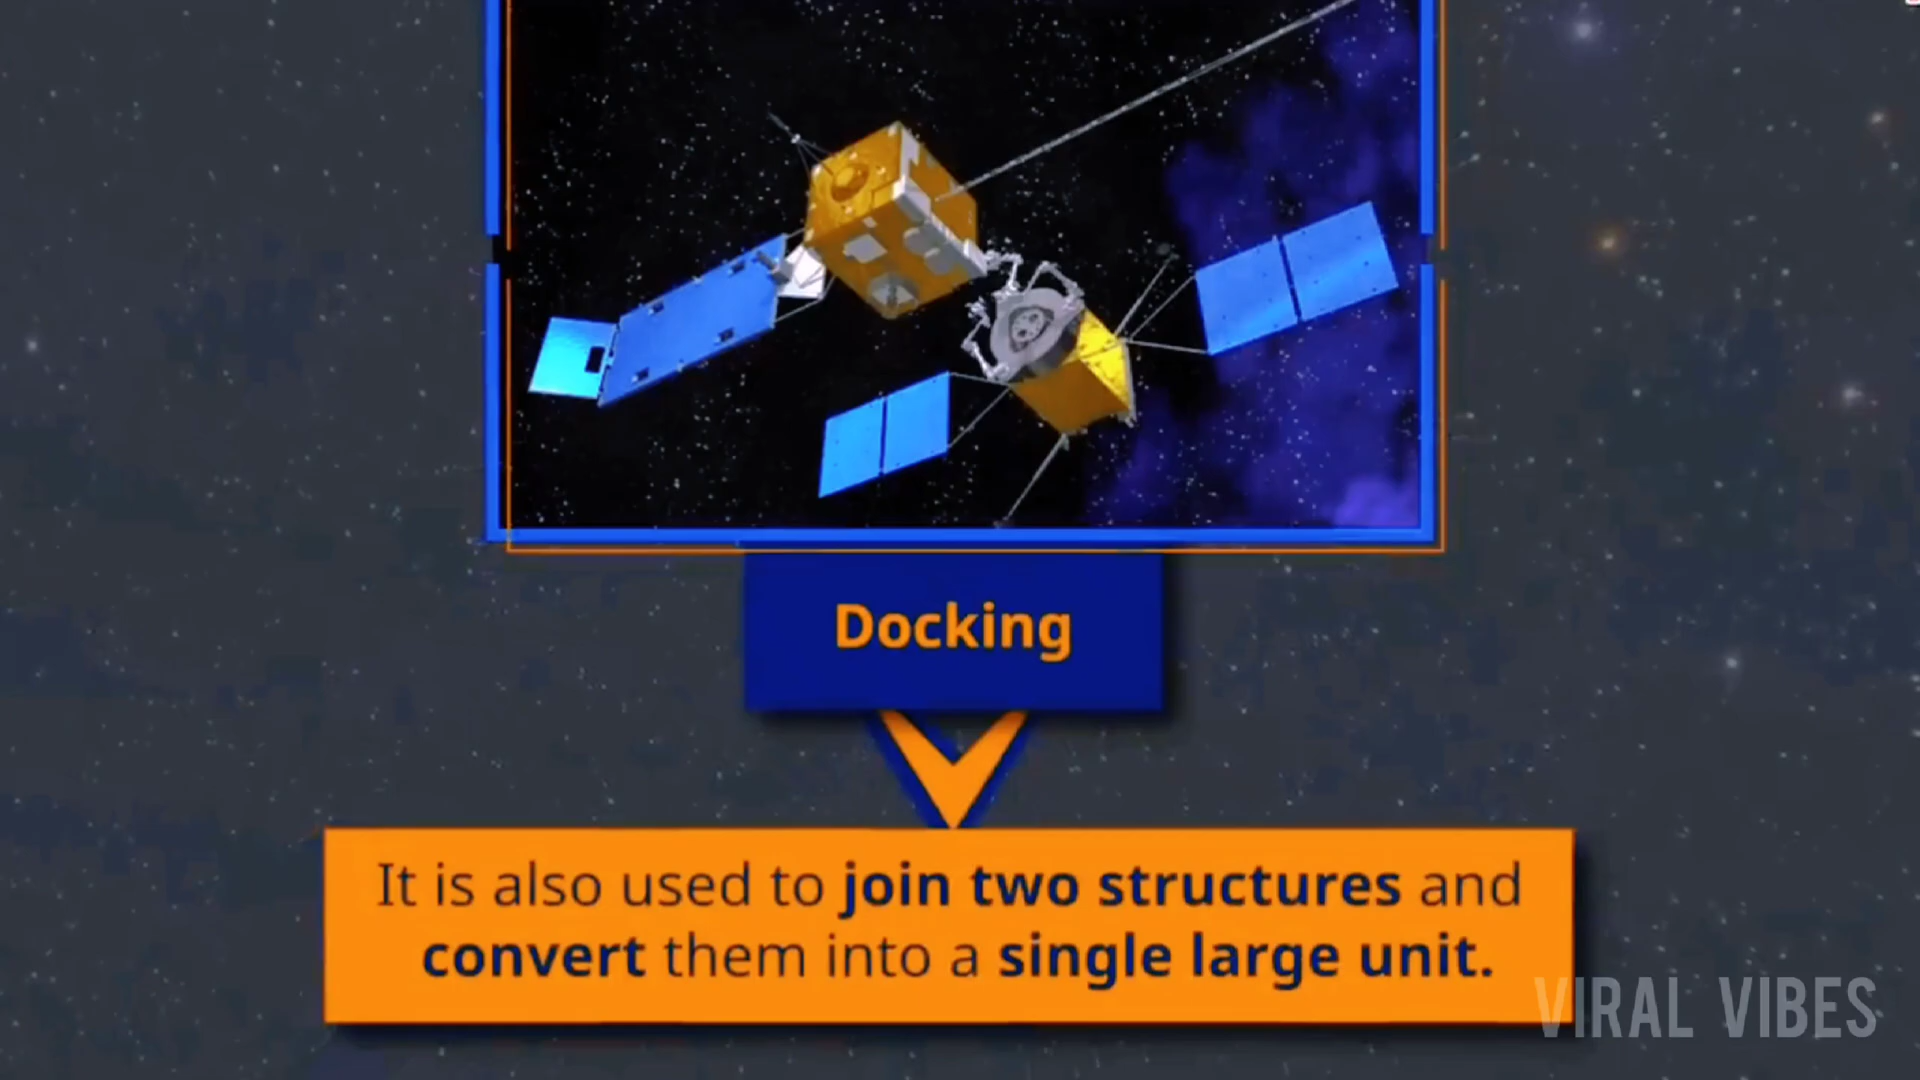 Docking
It is also used to join two structures and
convert them into a single large unit.
VIRAL VIBES